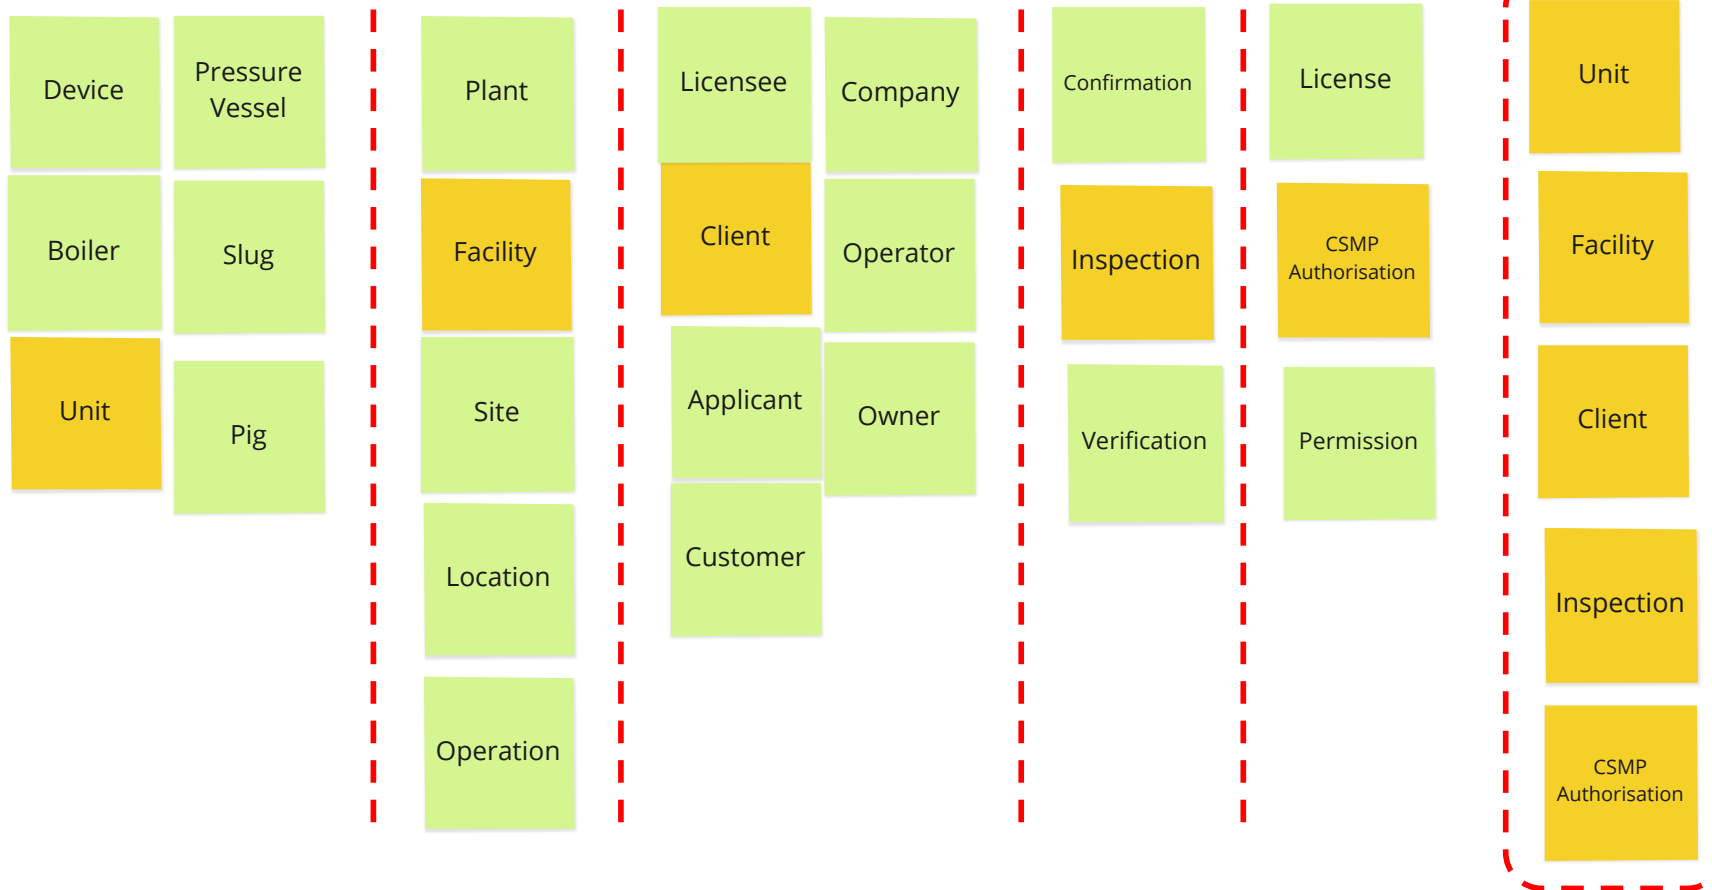 Device
Pressure
Vessel
Boiler
Slug
Unit
Pig
Plant
Facility
Site
Location
Operation
Licensee
Company
Client
Operator
Applicant
Owner
Customer
Confirmation
Inspection
Verification
License
CSMP
Authorisation
Permission
Unit
Facility
Client
Inspection
CSMP
Authorisation